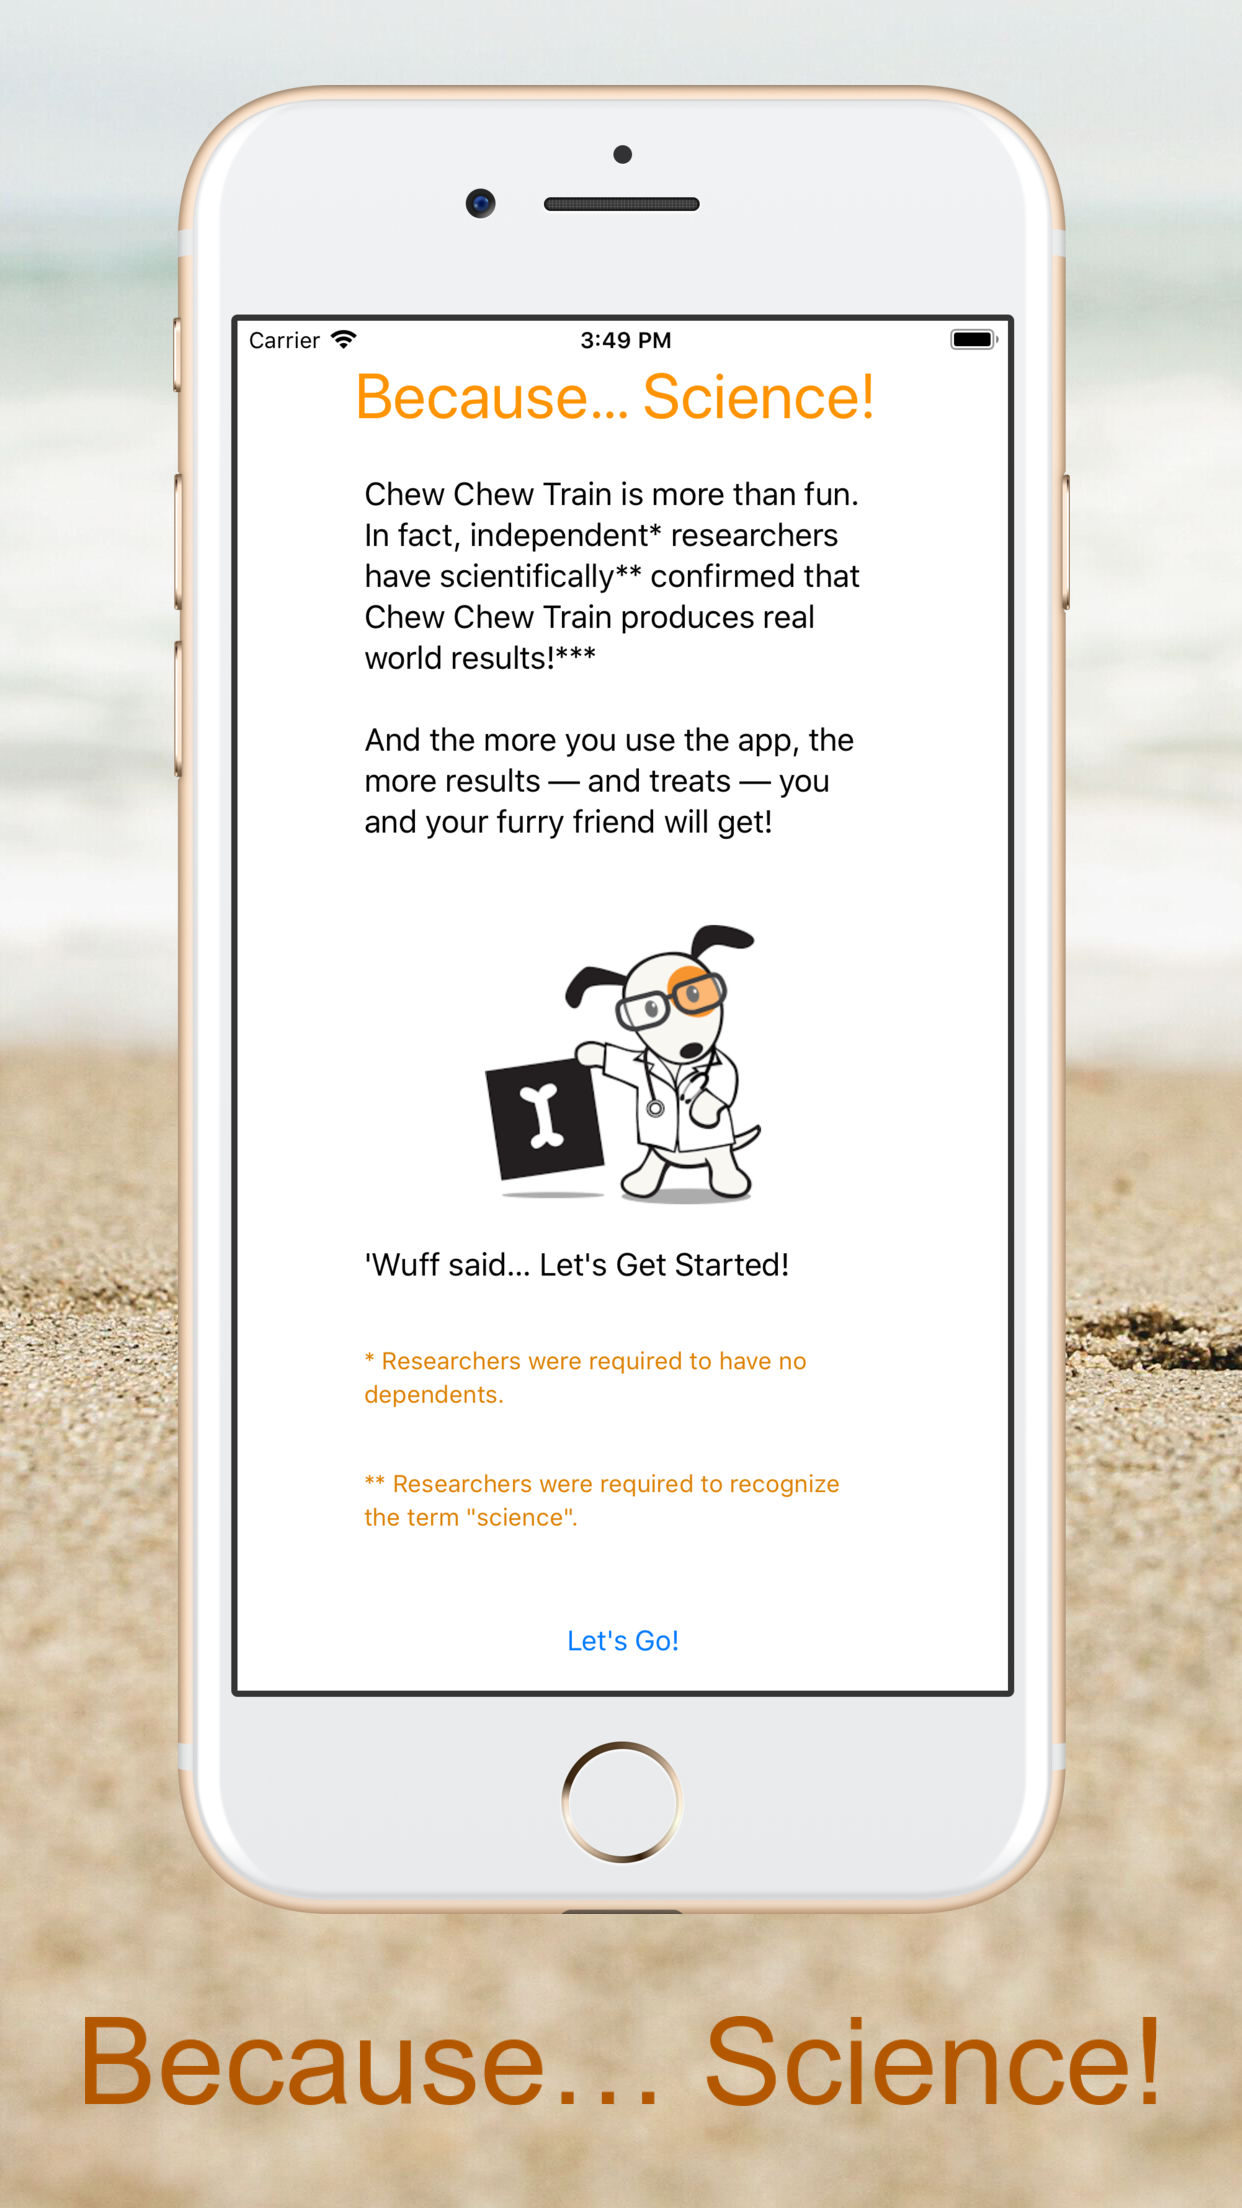 Carrier
3:49 PM
Because... Science!
Chew Chew Train is more than fun.
In fact, independent* researchers
have scientifically** confirmed that
Chew Chew Train produces real
world results!***
And the more you use the app, the
more results — and treats — you
and your furry friend will get!
'Wuff said... Let's Get Started!
* Researchers were required to have no
dependents.
** Researchers were required to recognize
the term "science".
Let's Go!
Because... Science!